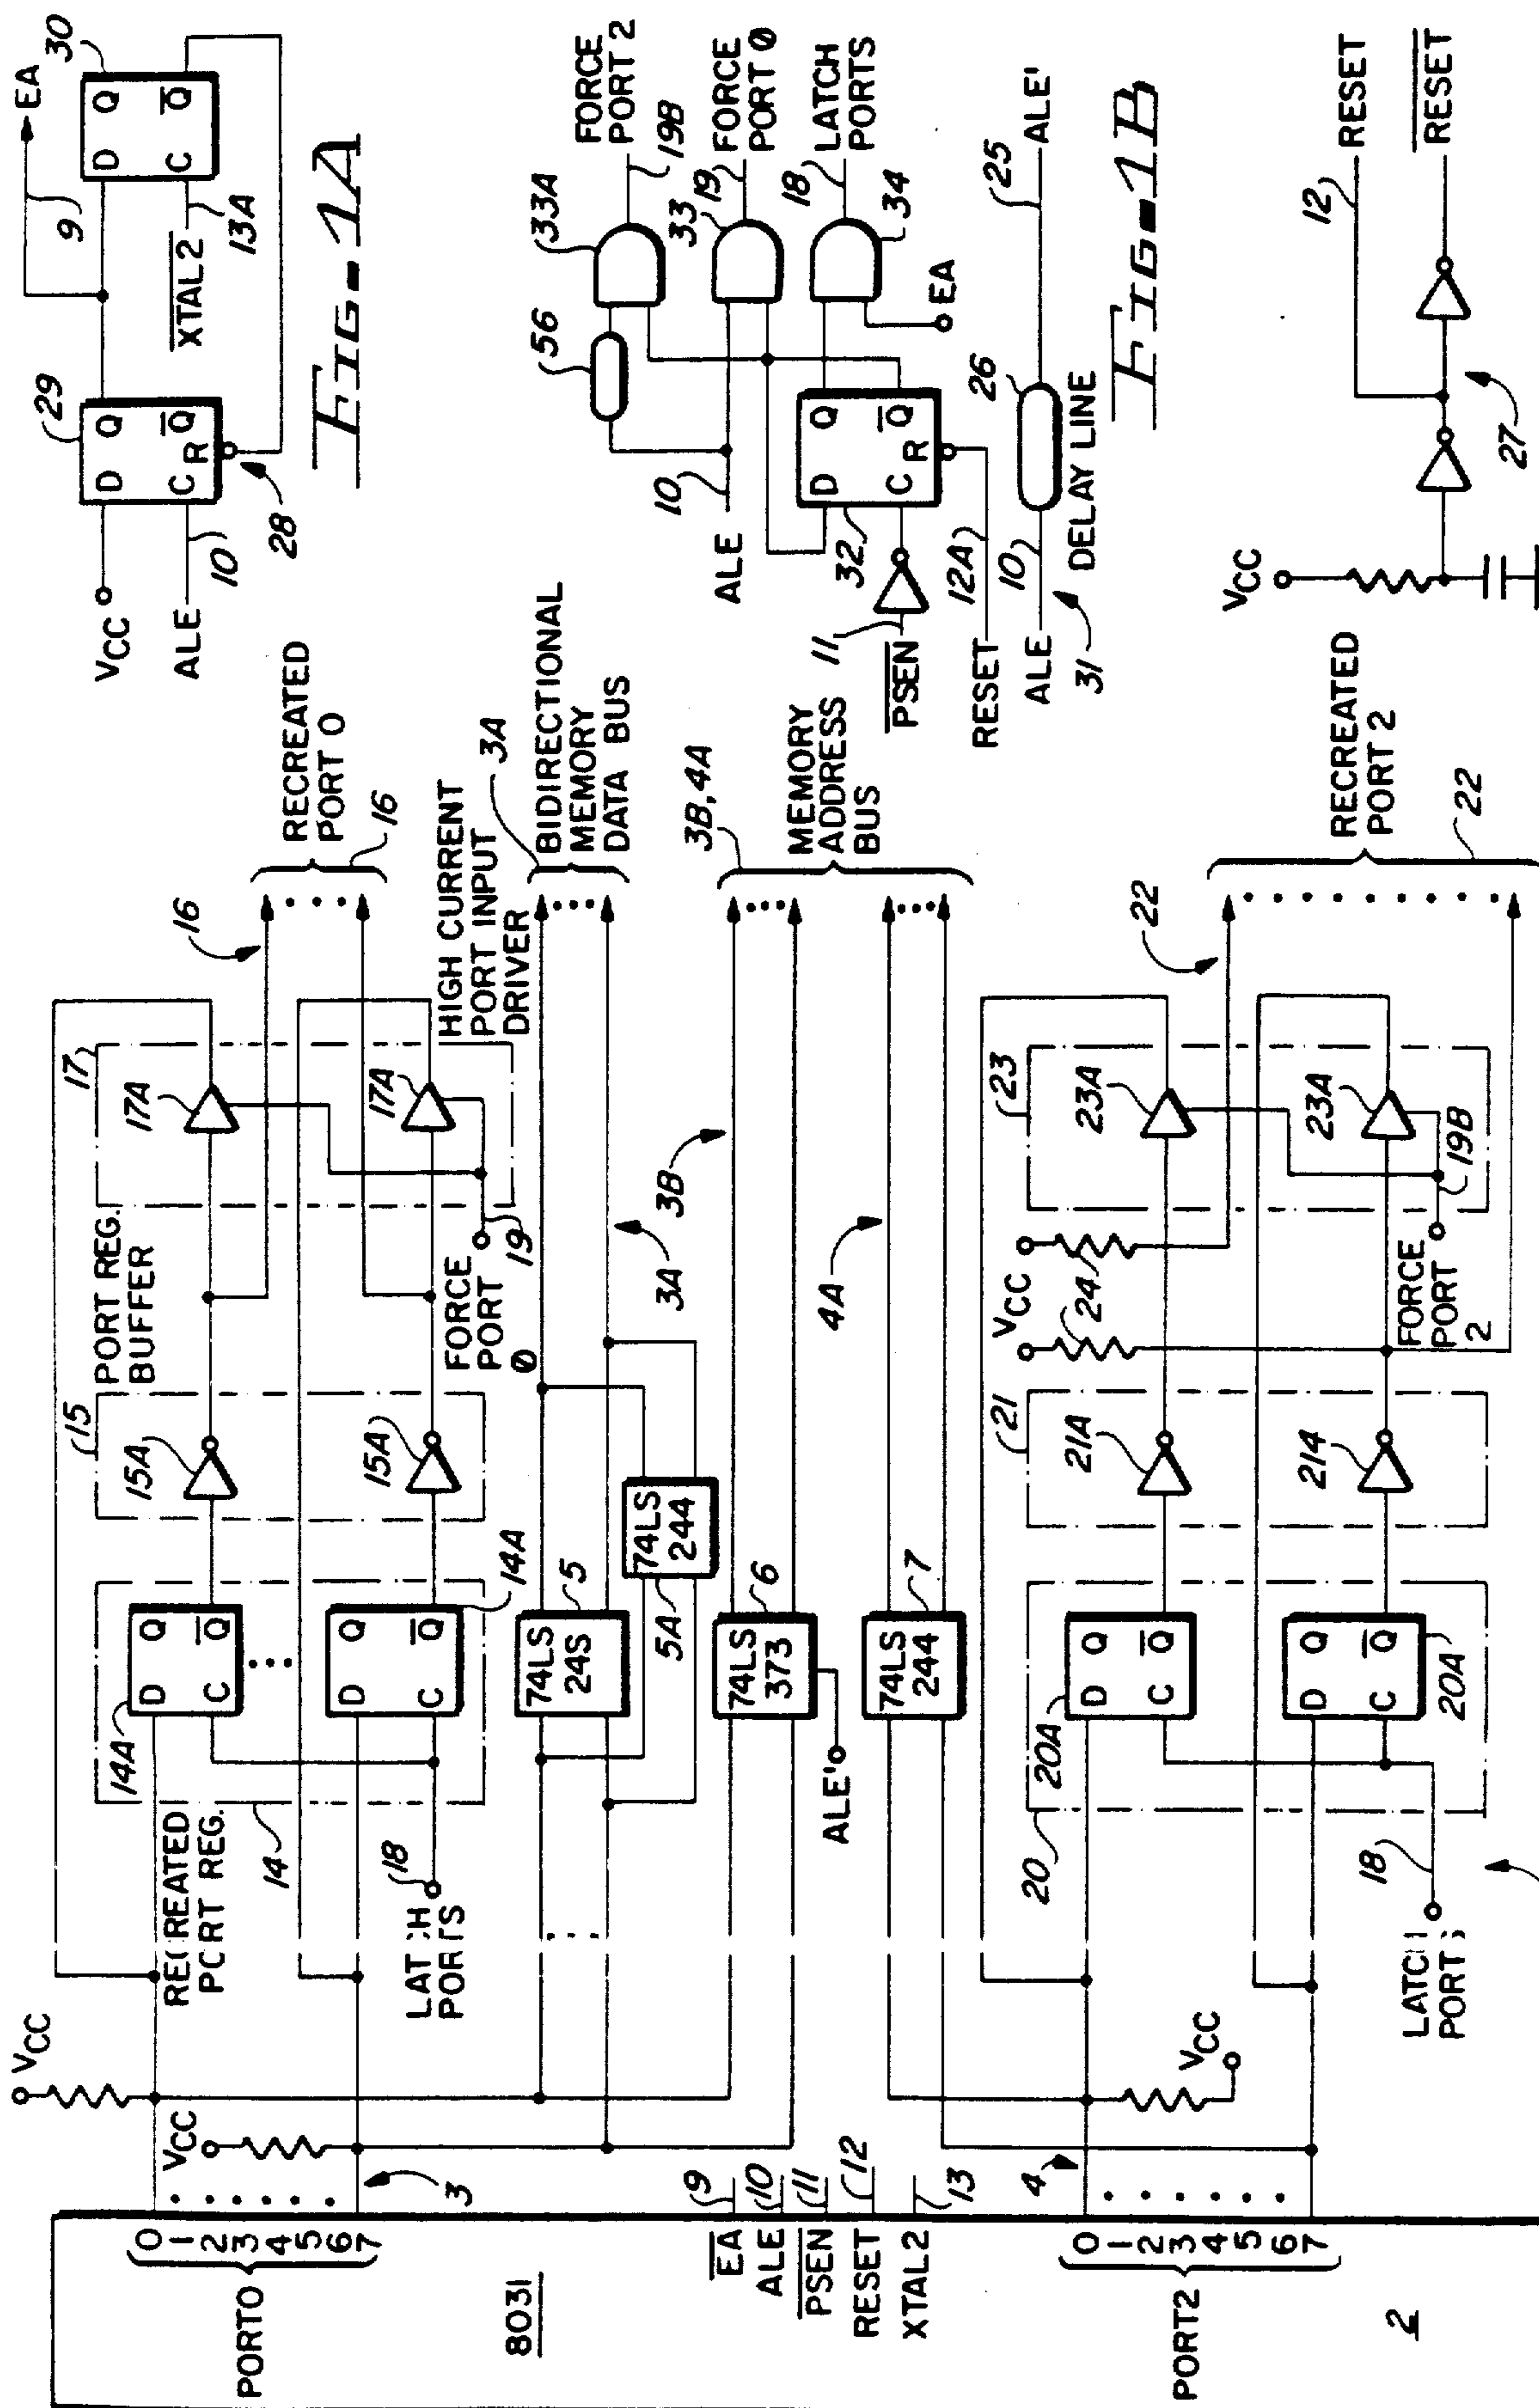 VCC
VCC
PORT0
0
1
2
3
4
5
6
7
3
8031
EA
9
ALE
10
PSEN
11
RESET
12
XTAL2
13
PORT2
0
1
2
3
4
5
6
7
4
2
VCC
RECREATED
PORT REG.
14
14A
D
Q
C
Q
D
Q
C
Q
14A
LATCH
PORTS
18
15
15A
15A
PORT REG.
BUFFER
17
17A
17A
FORCE
PORT
0
19
HIGH CURRENT
PORT INPUT
DRIVER
16
RECREATED
PORT 0
16
74LS
24S
5
74LS
244
5A
3A
BIDIRECTIONAL
MEMORY
DATA BUS
3A
74LS
373
6
ALE'
3B
3B,4A
MEMORY
ADDRESS
BUS
74LS
244
7
4A
20
20A
D
Q
C
Q
D
Q
C
Q
20A
LATCH
PORTS
18
21
21A
214
VCC
24
23
23A
23A
FORCE
PORT
2
19B
22
RECREATED
PORT 2
22
VCC
ALE
10
D
Q
C
Q
R
29
28
9
EA
XTAL2
13A
D
Q
C
Q
30
FIG-1A
ALE
10
56
33A
FORCE
PORT 2
19B
33
FORCE
PORT 0
19
LATCH
PORTS
18
34
EA
PSEN
11
D
Q
C
Q
R
32
RESET
12A
ALE
10
31
26
DELAY LINE
25
ALE'
FIG-1B
VCC
27
12
RESET
RESET